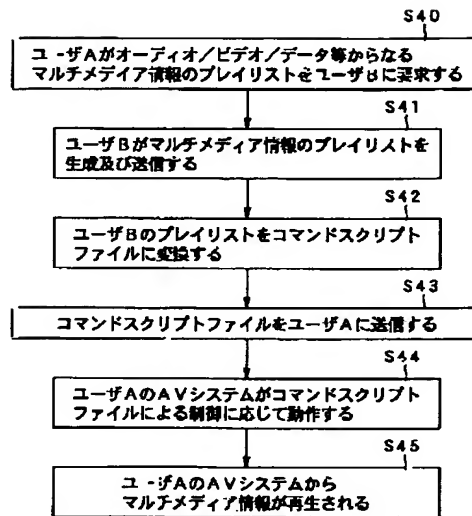 S40
ユーザAがオーディオ/ビデオ/データ等からなる
マルチメディア情報のプレイリストをユーザBに要求する
S41
ユーザBがマルチメディア情報のプレイリストを
生成及び送信する
S42
ユーザBのプレイリストをコマンドスクリプト
ファイルに変換する
S43
コマンドスクリプトファイルをユーザAに送信する
S44
ユーザAのAVシステムがコマンドスクリプト
ファイルによる制御に応じて動作する
S45
ユーザAのAVシステムから
マルチメディア情報が再生される